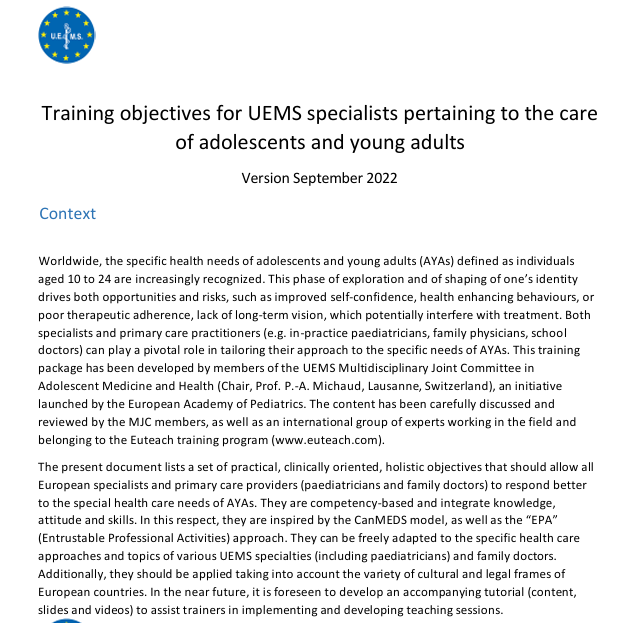 U.E.M.S.
Training objectives for UEMS specialists pertaining to the care
of adolescents and young adults
Version September 2022
Context
Worldwide, the specific health needs of adolescents and young adults (AYAs) defined as individuals
aged 10 to 24 are increasingly recognized. This phase of exploration and of shaping of one's identity
drives both opportunities and risks, such as improved self-confidence, health enhancing behaviours, or
poor therapeutic adherence, lack of long-term vision, which potentially interfere with treatment. Both
specialists and primary care practitioners (e.g. in-practice paediatricians, family physicians, school
doctors) can play a pivotal role in tailoring their approach to the specific needs of AYAs. This training
package has been developed by members of the UEMS Multidisciplinary Joint Committee in
Adolescent Medicine and Health (Chair, Prof. P.-A. Michaud, Lausanne, Switzerland), an initiative
launched by the European Academy of Pediatrics. The content has been carefully discussed and
reviewed by the MJC members, as well as an international group of experts working in the field and
belonging to the Euteach training program (www.euteach.com).
The present document lists a set of practical, clinically oriented, holistic objectives that should allow all
European specialists and primary care providers (paediatricians and family doctors) to respond better
to the special health care needs of AYAs. They are competency-based and integrate knowledge,
attitude and skills. In this respect, they are inspired by the CanMEDS model, as well as the “EPA”
(Entrustable Professional Activities) approach. They can be freely adapted to the specific health care
approaches and topics of various UEMS specialties (including paediatricians) and family doctors.
Additionally, they should be applied taking into account the variety of cultural and legal frames of
European countries. In the near future, it is foreseen to develop an accompanying tutorial (content,
slides and videos) to assist trainers in implementing and developing teaching sessions.